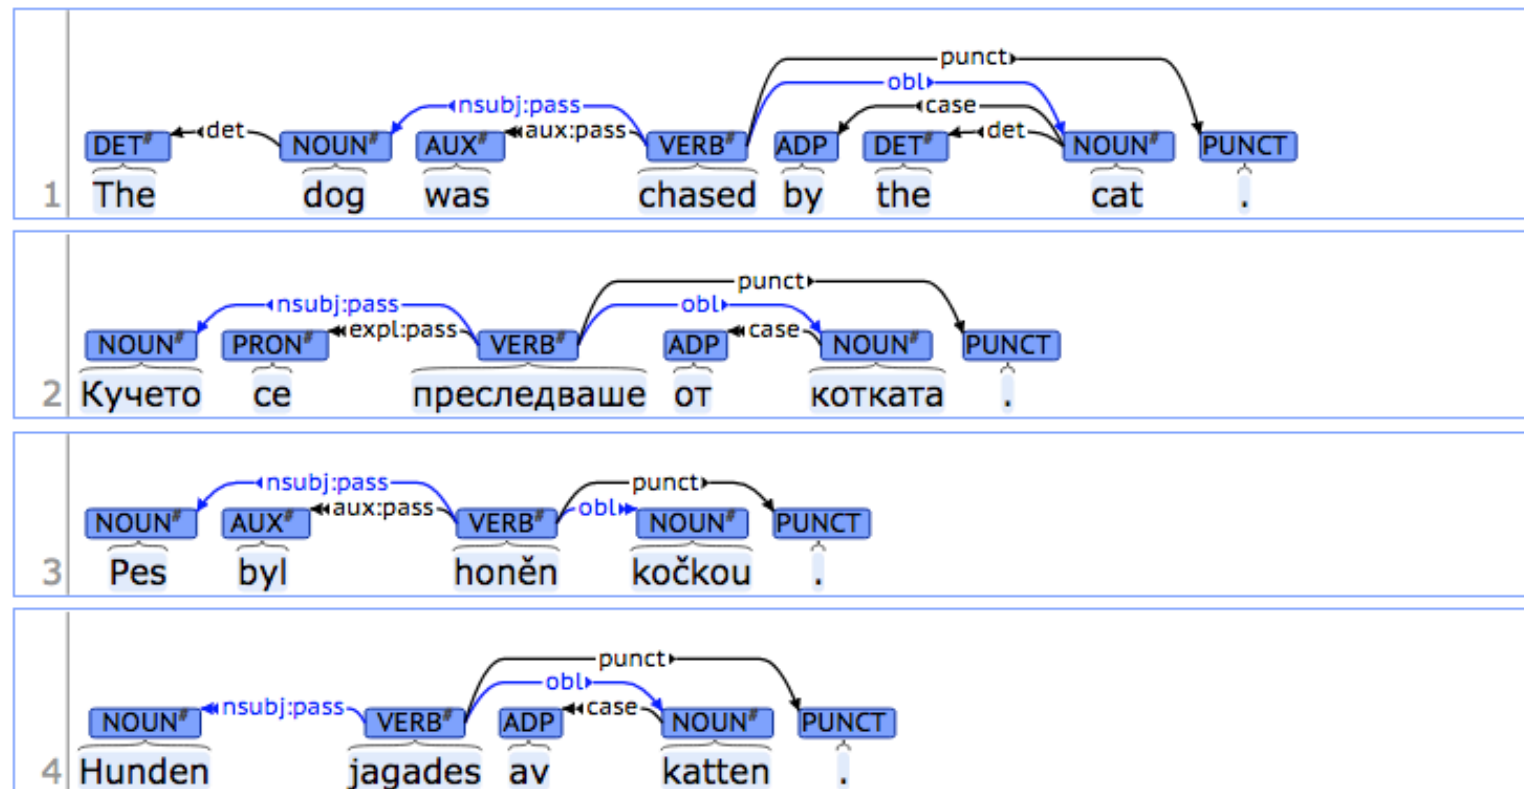 punct
obl
nsubj:pass case
det aux:pass det
DET# NOUN# AUX# VERB# ADP DET# NOUN# PUNCT
1 The dog was chased by the cat .
punct
nsubj:pass obl
expl:pass case
NOUN# PRON# VERB# ADP NOUN# PUNCT
2 Кучето се преследваше от котката .
nsubj:pass punct
aux:pass obl
NOUN# AUX# VERB# NOUN# PUNCT
3 Pes byl honěn kočkou .
punct
obl
nsubj:pass case
NOUN# VERB# ADP NOUN# PUNCT
4 Hunden jagades av katten .